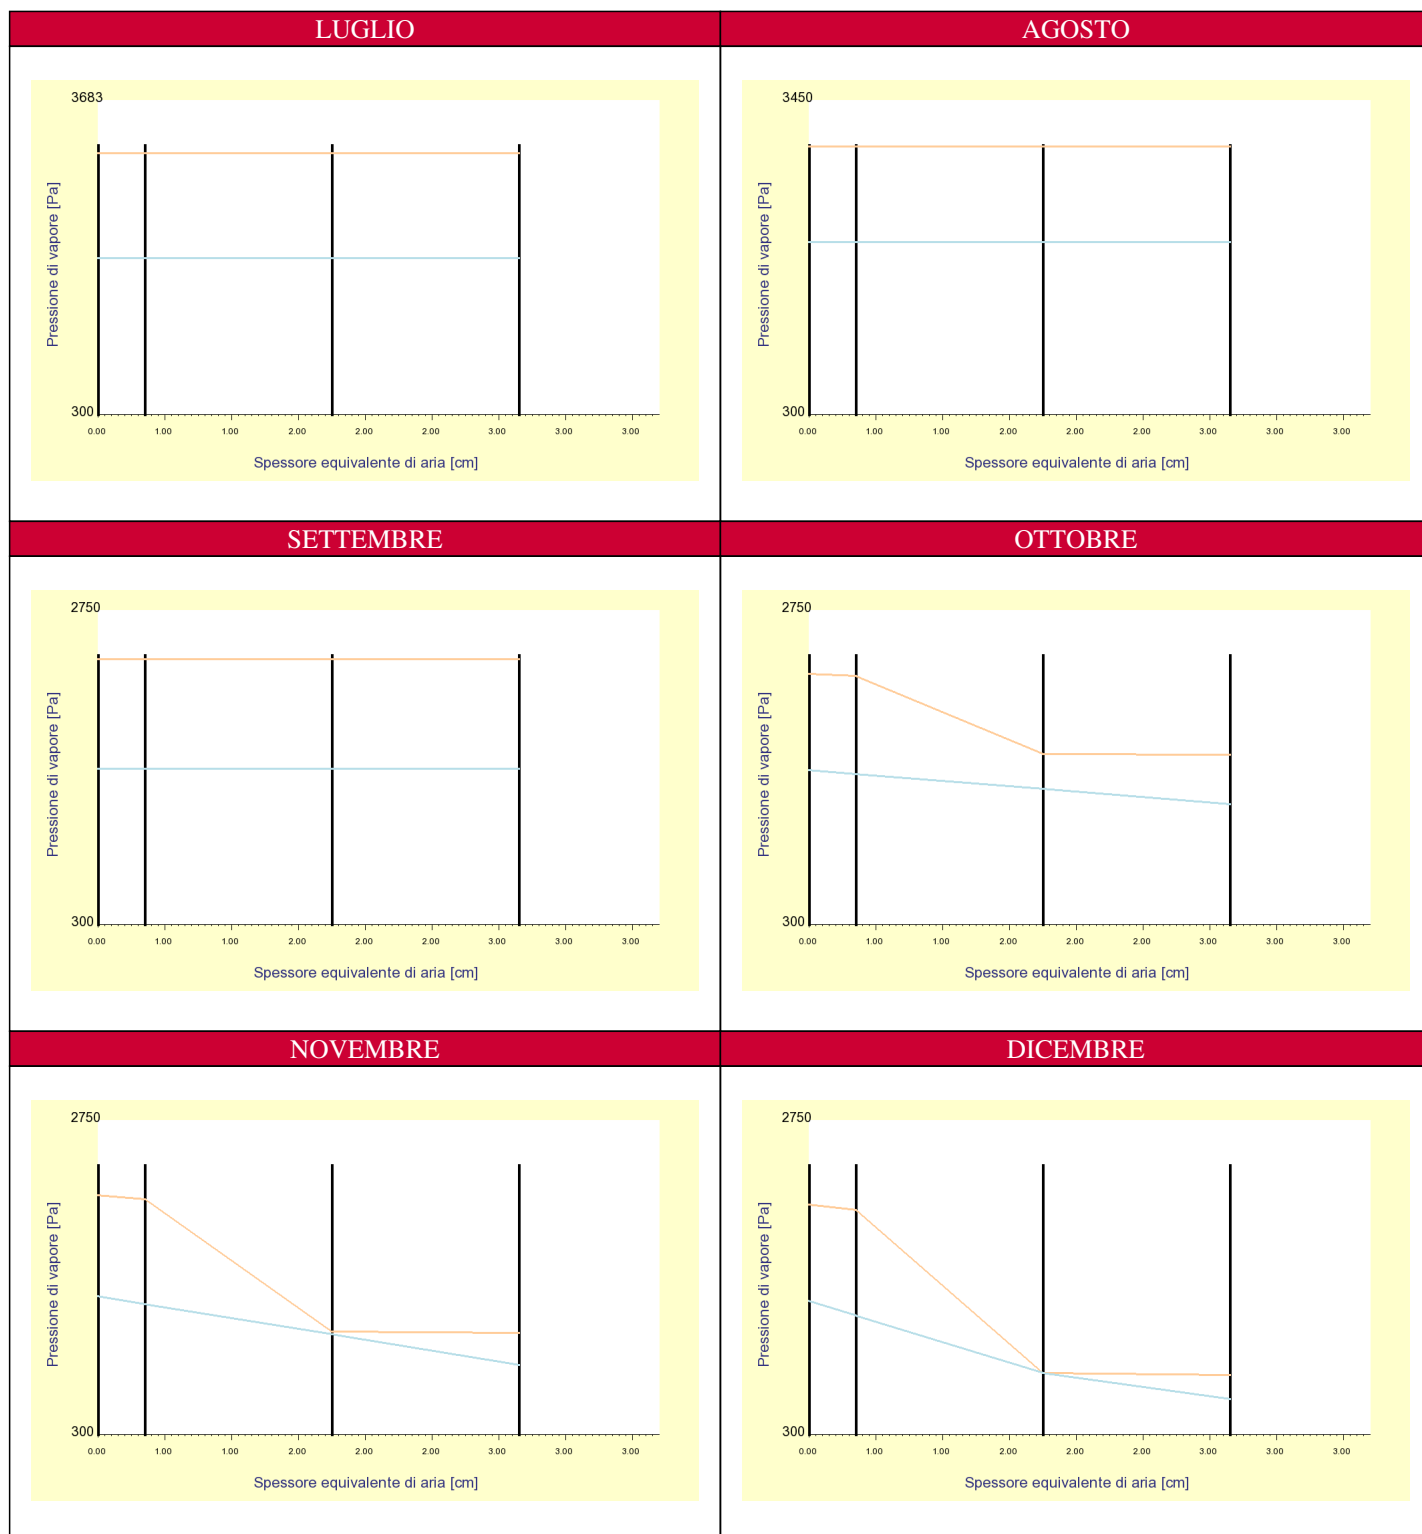 LUGLIO
AGOSTO
3683
Pressione di vapore [Pa]
300
0.00 1.00 1.00 2.00 2.00 2.00 3.00 3.00 3.00
Spessore equivalente di aria [cm]
3450
Pressione di vapore [Pa]
300
0.00 1.00 1.00 2.00 2.00 2.00 3.00 3.00 3.00
Spessore equivalente di aria [cm]
SETTEMBRE
OTTOBRE
2750
Pressione di vapore [Pa]
300
0.00 1.00 1.00 2.00 2.00 2.00 3.00 3.00 3.00
Spessore equivalente di aria [cm]
2750
Pressione di vapore [Pa]
300
0.00 1.00 1.00 2.00 2.00 2.00 3.00 3.00 3.00
Spessore equivalente di aria [cm]
NOVEMBRE
DICEMBRE
2750
Pressione di vapore [Pa]
300
0.00 1.00 1.00 2.00 2.00 2.00 3.00 3.00 3.00
Spessore equivalente di aria [cm]
2750
Pressione di vapore [Pa]
300
0.00 1.00 1.00 2.00 2.00 2.00 3.00 3.00 3.00
Spessore equivalente di aria [cm]